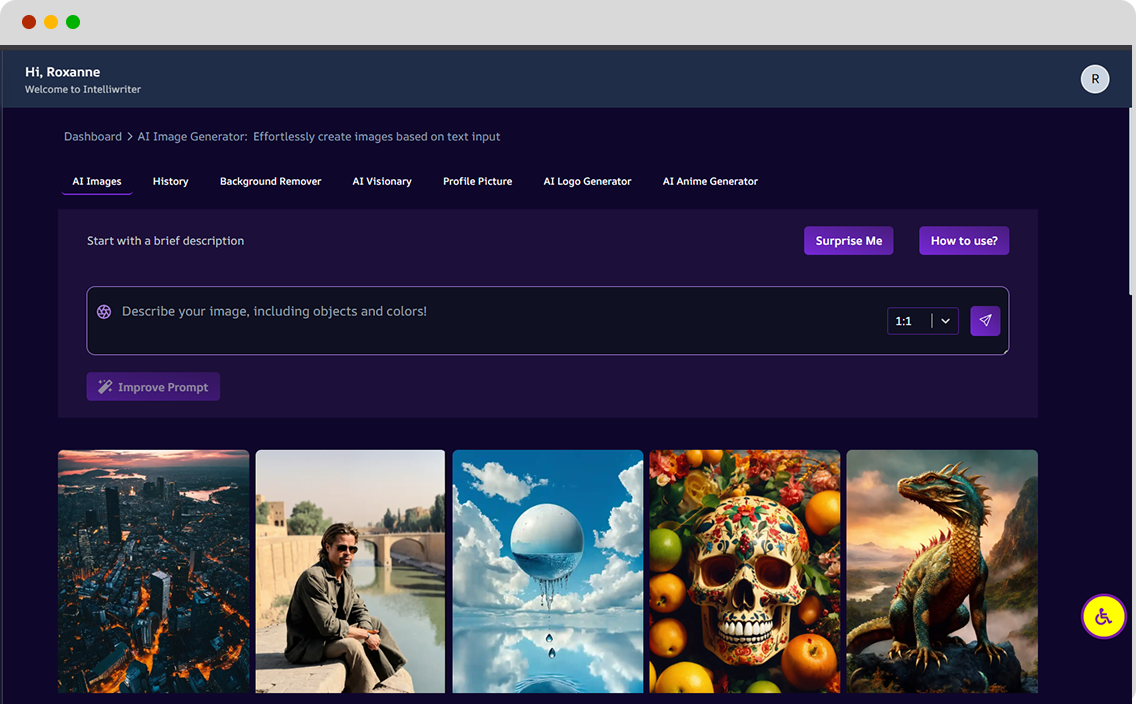 Hi, Roxanne
Welcome to Intelliwriter
R
Dashboard > AI Image Generator: Effortlessly create images based on text input
AI Images History Background Remover AI Visionary Profile Picture AI Logo Generator AI Anime Generator
Start with a brief description
Surprise Me
How to use?
Describe your image, including objects and colors!
1:1
Improve Prompt